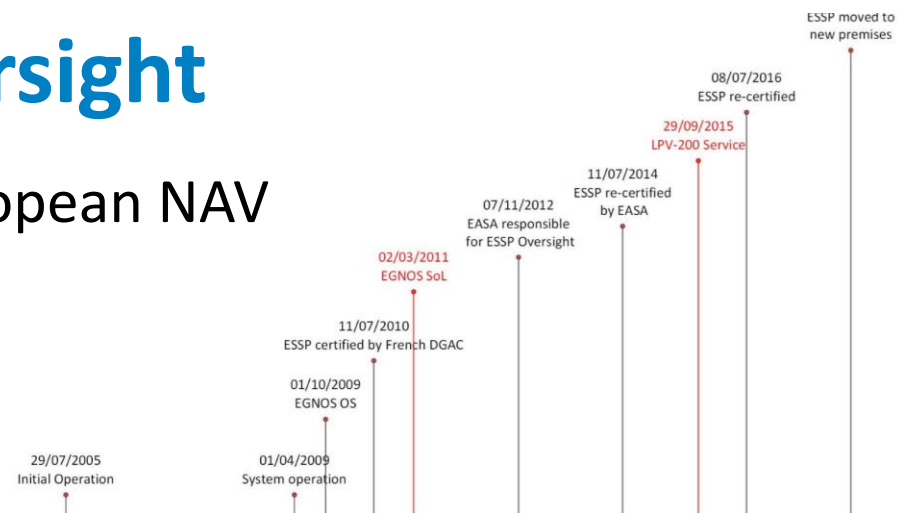 rsight
opean NAV
29/07/2005
Initial Operation
01/04/2009
System operation
01/10/2009
EGNOS OS
11/07/2010
ESSP certified by French DGAC
02/03/2011
EGNOS SoL
07/11/2012
EASA responsible
for ESSP Oversight
11/07/2014
ESSP re-certified
by EASA
29/09/2015
LPV-200 Service
08/07/2016
ESSP re-certified
ESSP moved to
new premises